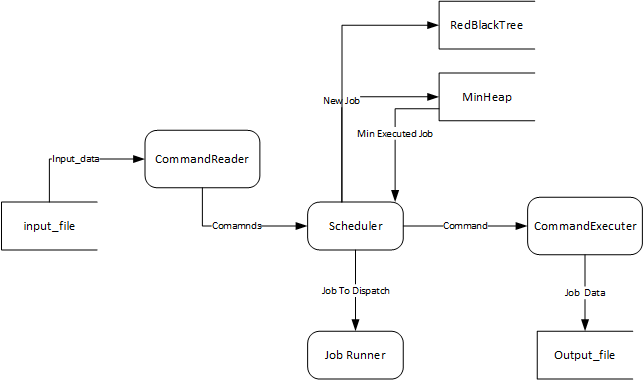 RedBlackTree
New Job
MinHeap
Min Executed Job
Input_data
CommandReader
input_file
Comamnds
Scheduler
Command
CommandExecuter
Job To Dispatch
Job Data
Job Runner
Output_file